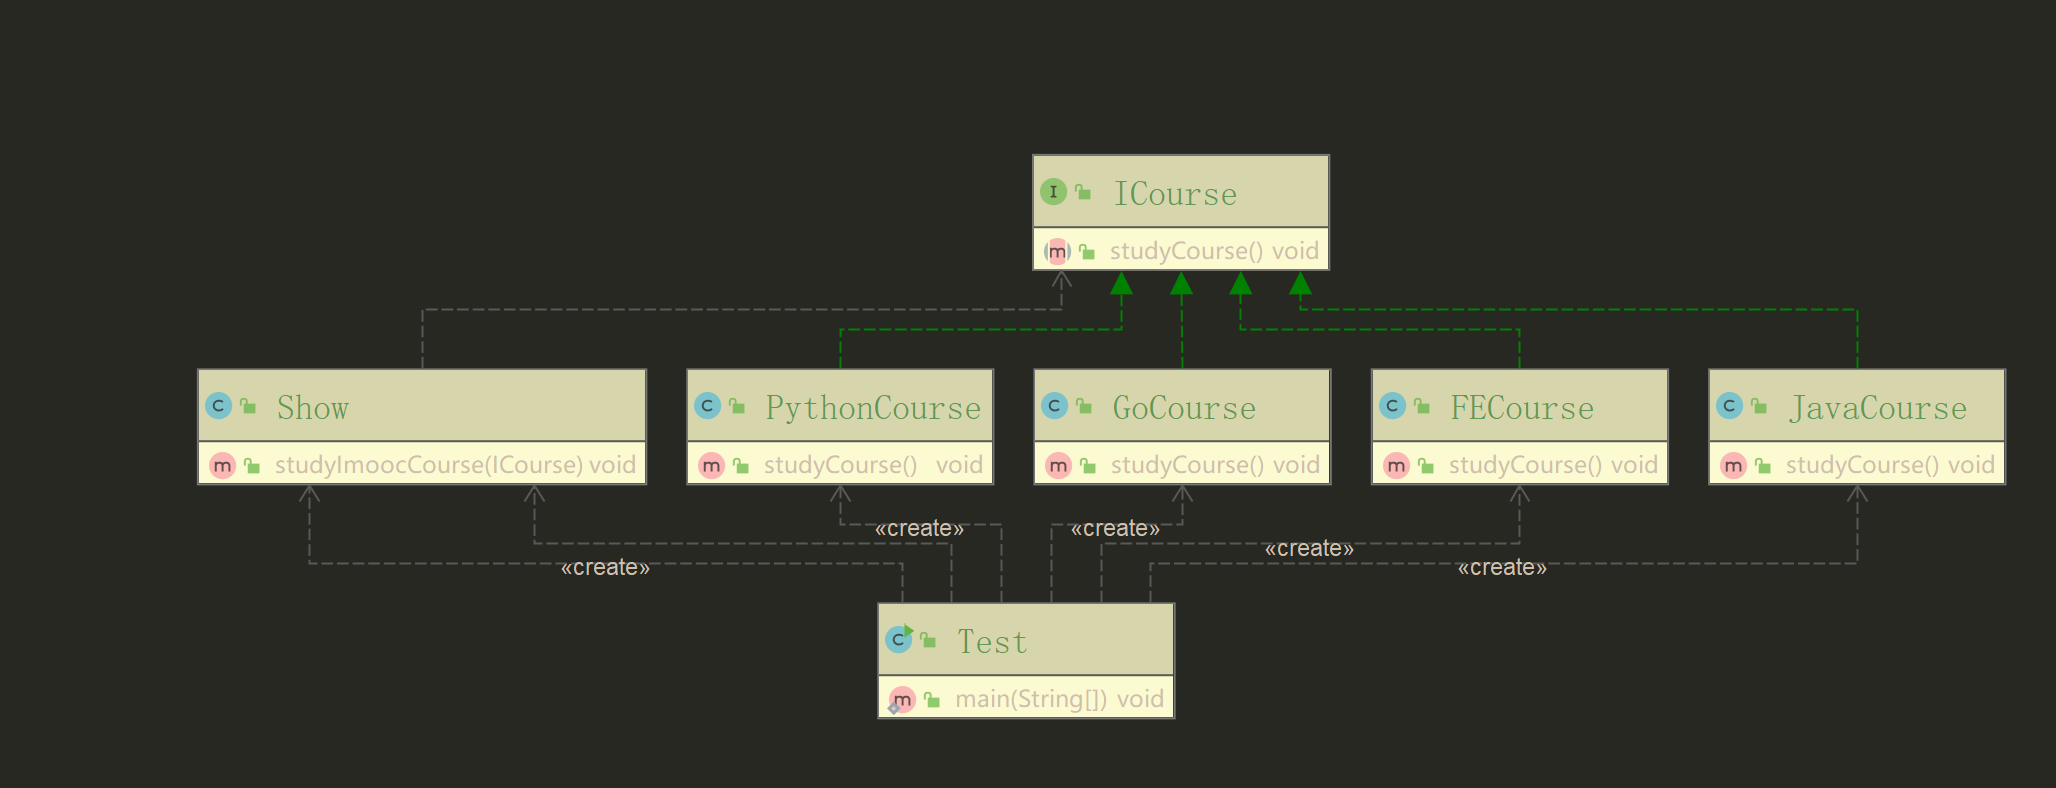 I ICourse
m studyCourse() void
C Show
m studyImoocCourse(ICourse) void
C PythonCourse
m studyCourse() void
C GoCourse
m studyCourse() void
C FECourse
m studyCourse() void
C JavaCourse
m studyCourse() void
«create»
«create»
«create»
«create»
«create»
C Test
m main(String[]) void